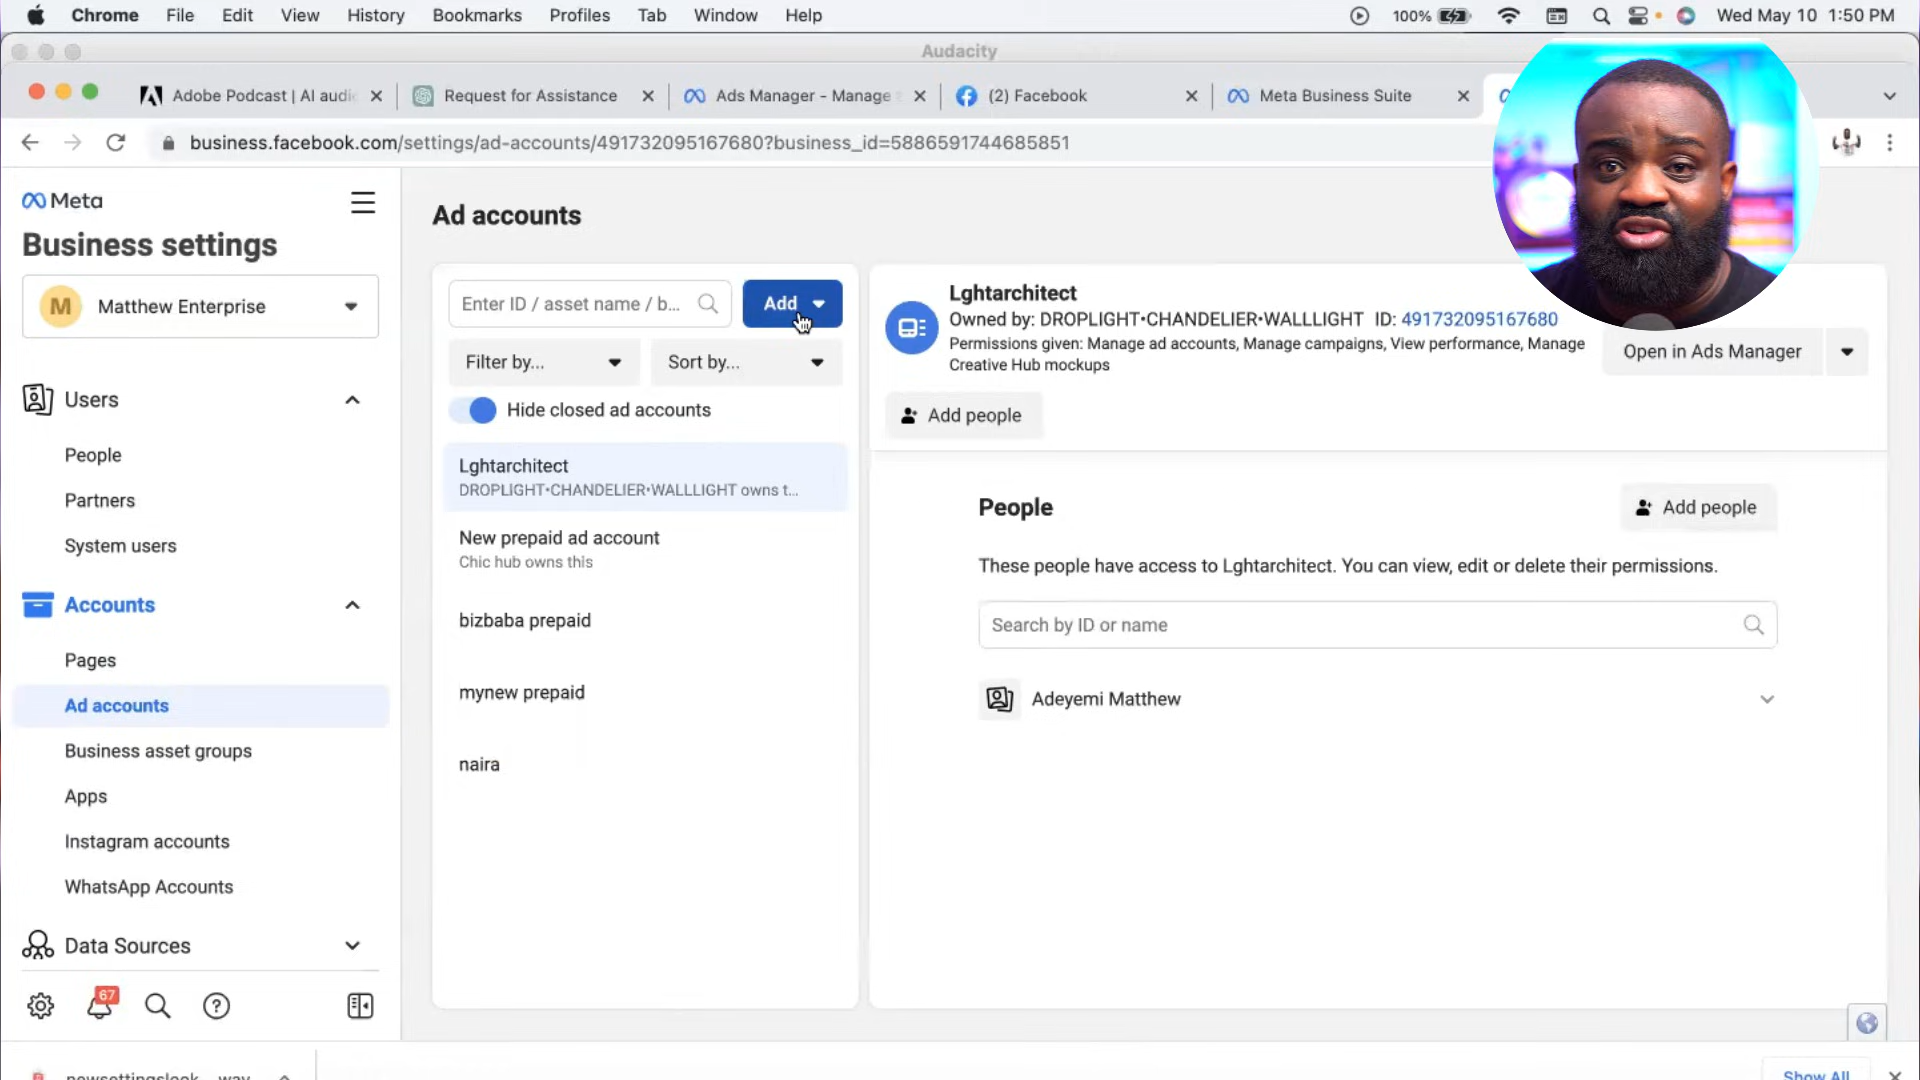 Chrome File Edit View History Bookmarks Profiles Tab Window Help 100% Wed May 10 1:50 PM
Audacity
Adobe Podcast | AI audi Request for Assistance Ads Manager - Manage (2) Facebook Meta Business Suite
business.facebook.com/settings/ad-accounts/491732095167680?business_id=5886591744685851
Meta
Business settings
M Matthew Enterprise
Users
People
Partners
System users
Accounts
Pages
Ad accounts
Business asset groups
Apps
Instagram accounts
WhatsApp Accounts
Data Sources
67
Ad accounts
Enter ID / asset name / b... Add
Filter by... Sort by...
Hide closed ad accounts
Lghtarchitect
DROPLIGHT•CHANDELIER•WALLLIGHT owns t...
New prepaid ad account
Chic hub owns this
bizbaba prepaid
mynew prepaid
naira
Lghtarchitect
Owned by: DROPLIGHT•CHANDELIER•WALLLIGHT ID: 491732095167680
Permissions given: Manage ad accounts, Manage campaigns, View performance, Manage
Creative Hub mockups
Open in Ads Manager
Add people
People Add people
These people have access to Lghtarchitect. You can view, edit or delete their permissions.
Search by ID or name
Adeyemi Matthew
Show All